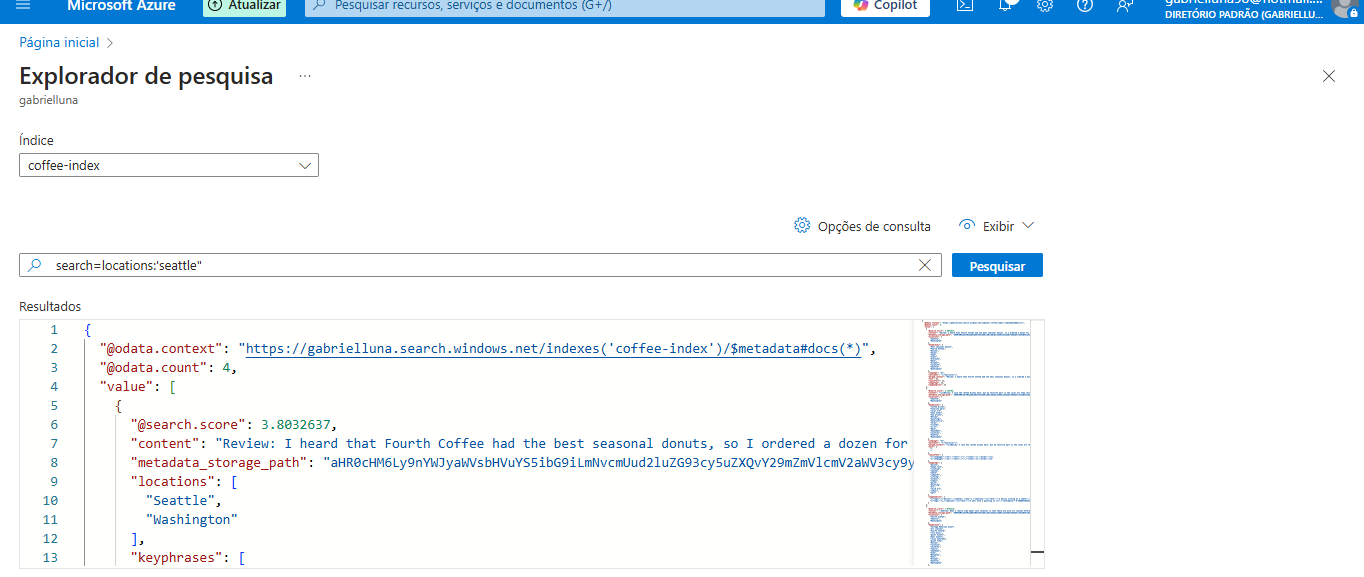 Microsoft Azure
Atualizar
Pesquisar recursos, serviços e documentos (G+/)
Copilot
DIRETÓRIO PADRÃO (GABRIELLU...
Página inicial
Explorador de pesquisa
...
gabrielluna
Índice
coffee-index
Opções de consulta
Exibir
search=locations:'seattle"
Pesquisar
Resultados
1 {
2 "@odata.context": "https://gabrielluna.search.windows.net/indexes('coffee-index')/$metadata#docs(*)",
3 "@odata.count": 4,
4 "value": [
5 {
6 "@search.score": 3.8032637,
7 "content": "Review: I heard that Fourth Coffee had the best seasonal donuts, so I ordered a dozen for
8 "metadata_storage_path": "aHR0cHM6Ly9nYWJyaWVsbHVuYS5ibG9iLmNvcmUud2luZG93cy5uZXQvY29mZmVlcmV2aWV3cy9y
9 "locations": [
10 "Seattle",
11 "Washington"
12 ],
13 "keyphrases": [